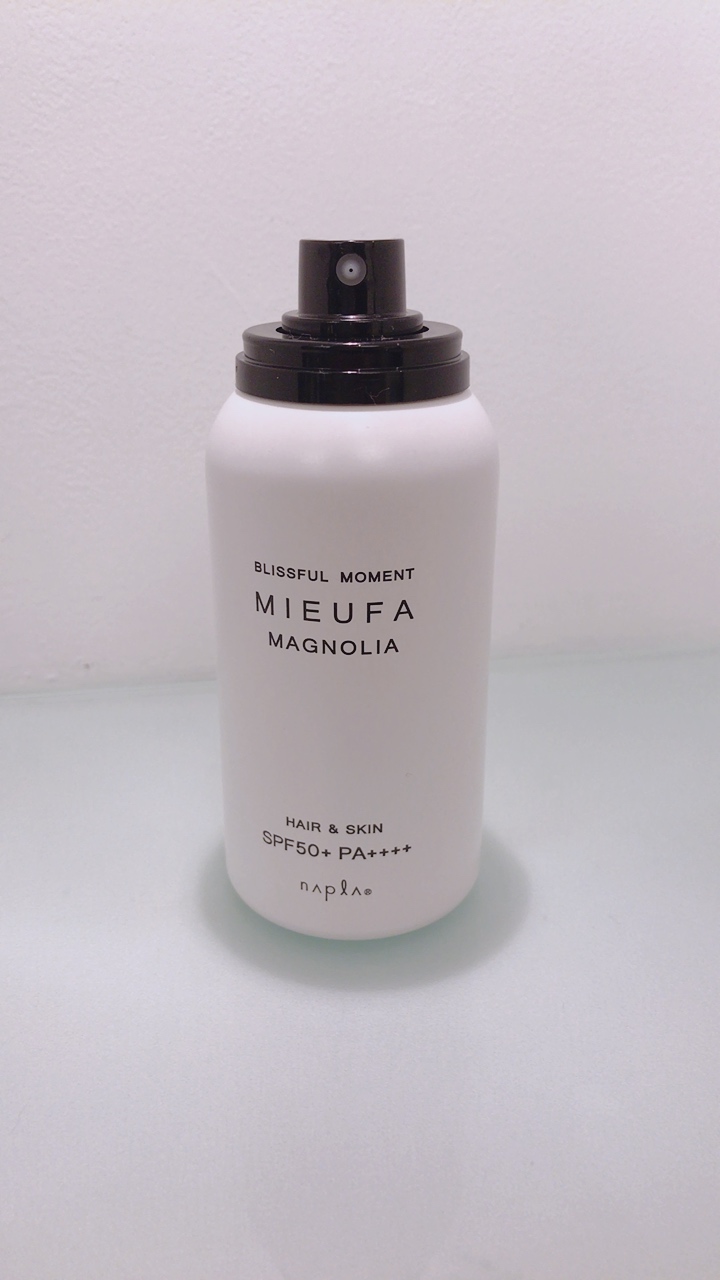 BLISSFUL MOMENT
MIEUFA
MAGNOLIA
HAIR & SKIN
SPF50+ PA++++
napla®